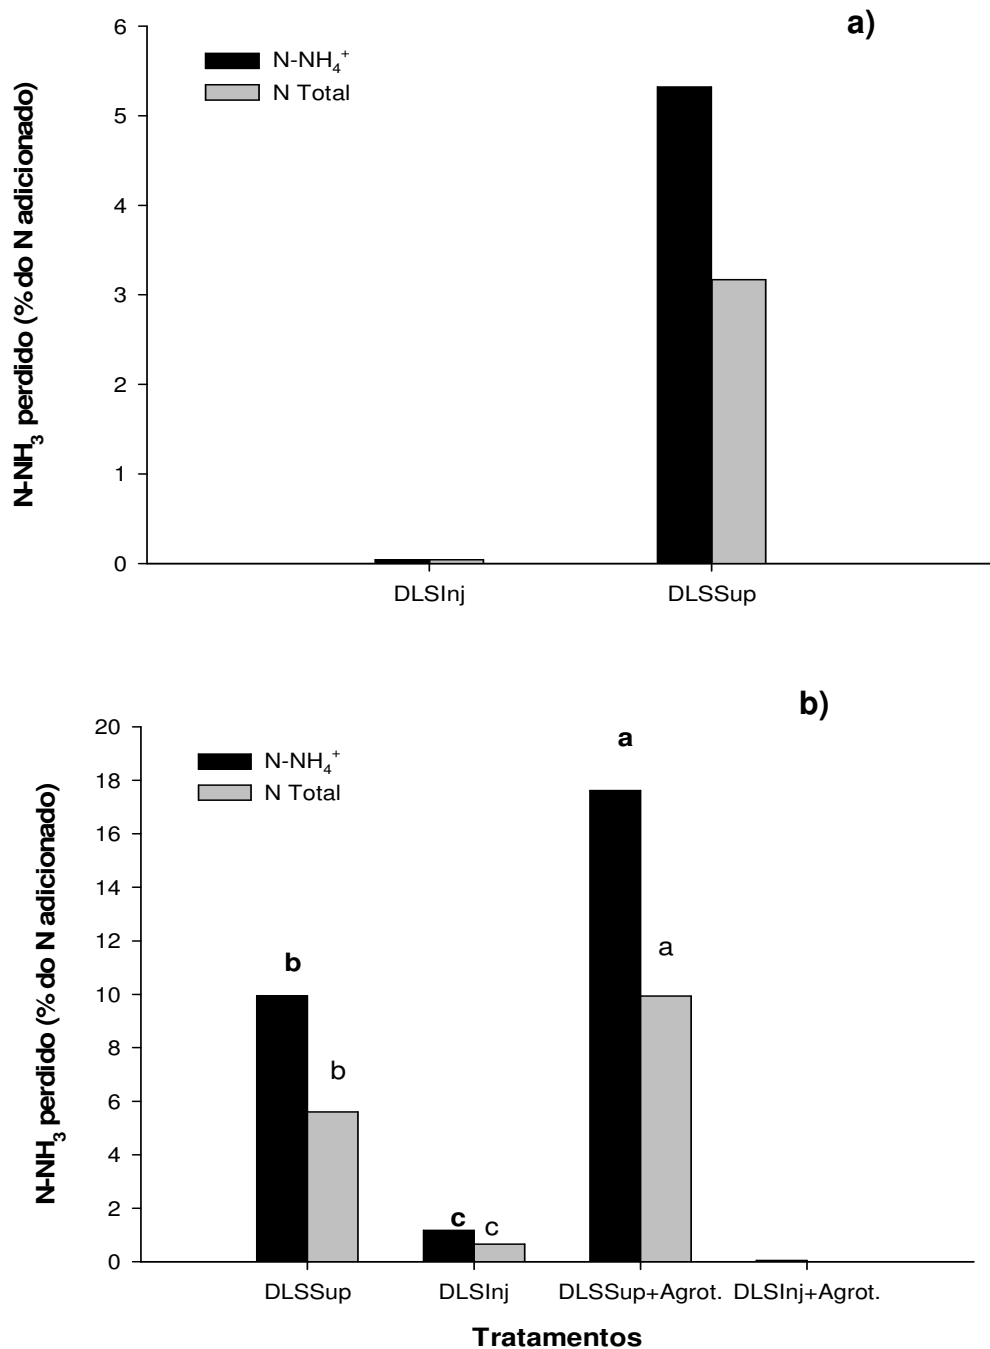 a)
N-NH₄⁺
N Total
N-NH₃ perdido (% do N adicionado)
6
5
4
3
2
1
0
DLSInj DLSSup
b)
N-NH₄⁺
N Total
N-NH₃ perdido (% do N adicionado)
20
18
16
14
12
10
8
6
4
2
0
b
b
c
c
a
a
DLSSup DLSInj DLSSup+Agrot. DLSInj+Agrot.
Tratamentos